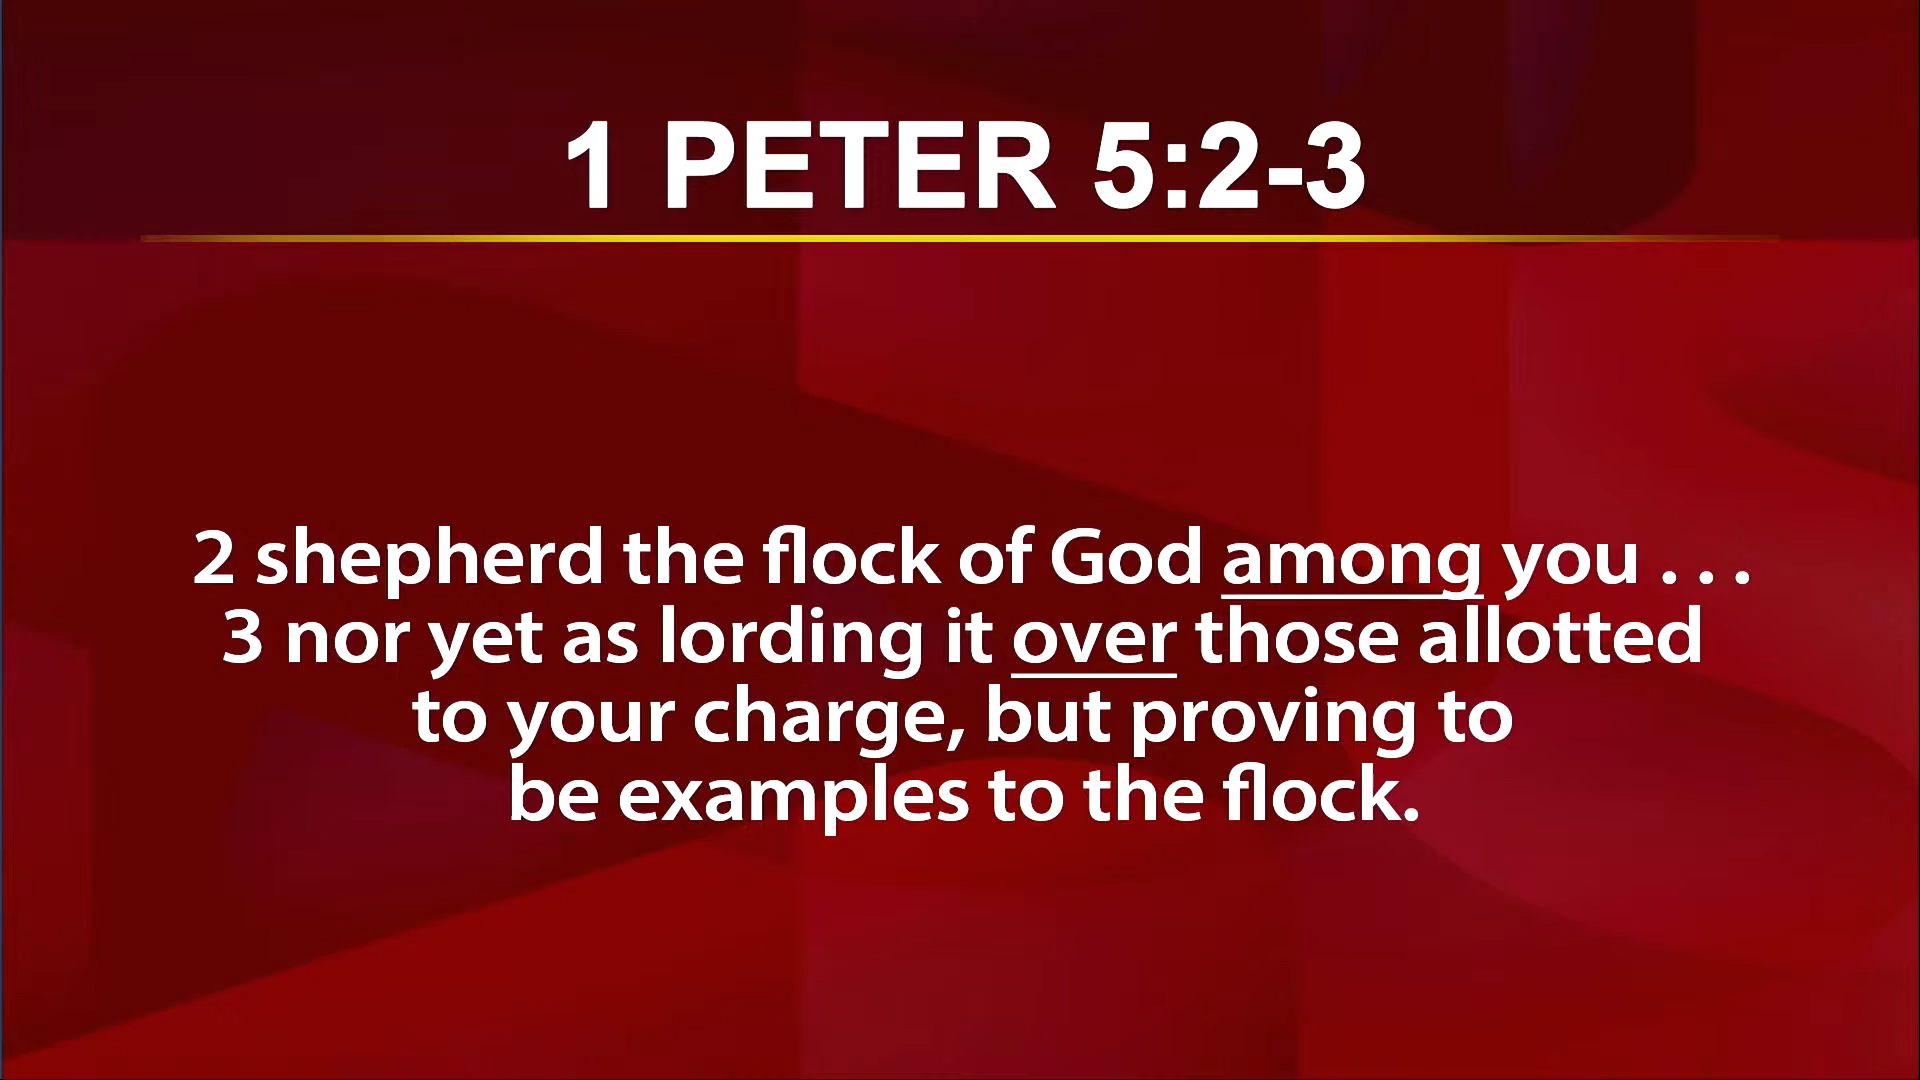 1 PETER 5:2-3
2 shepherd the flock of God among you . . .
3 nor yet as lording it over those allotted
to your charge, but proving to
be examples to the flock.